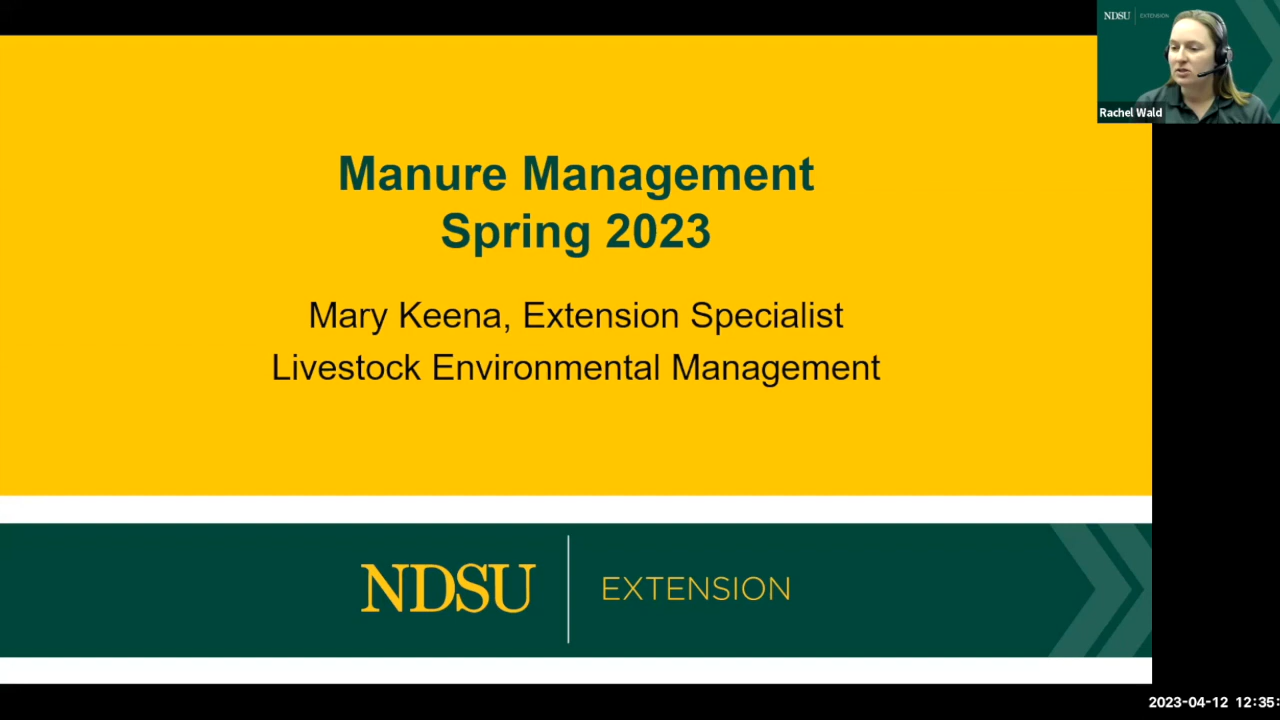 NDSU EXTENSION
Rachel Wald
Manure Management
Spring 2023
Mary Keena, Extension Specialist
Livestock Environmental Management
NDSU EXTENSION
2023-04-12 12:35: